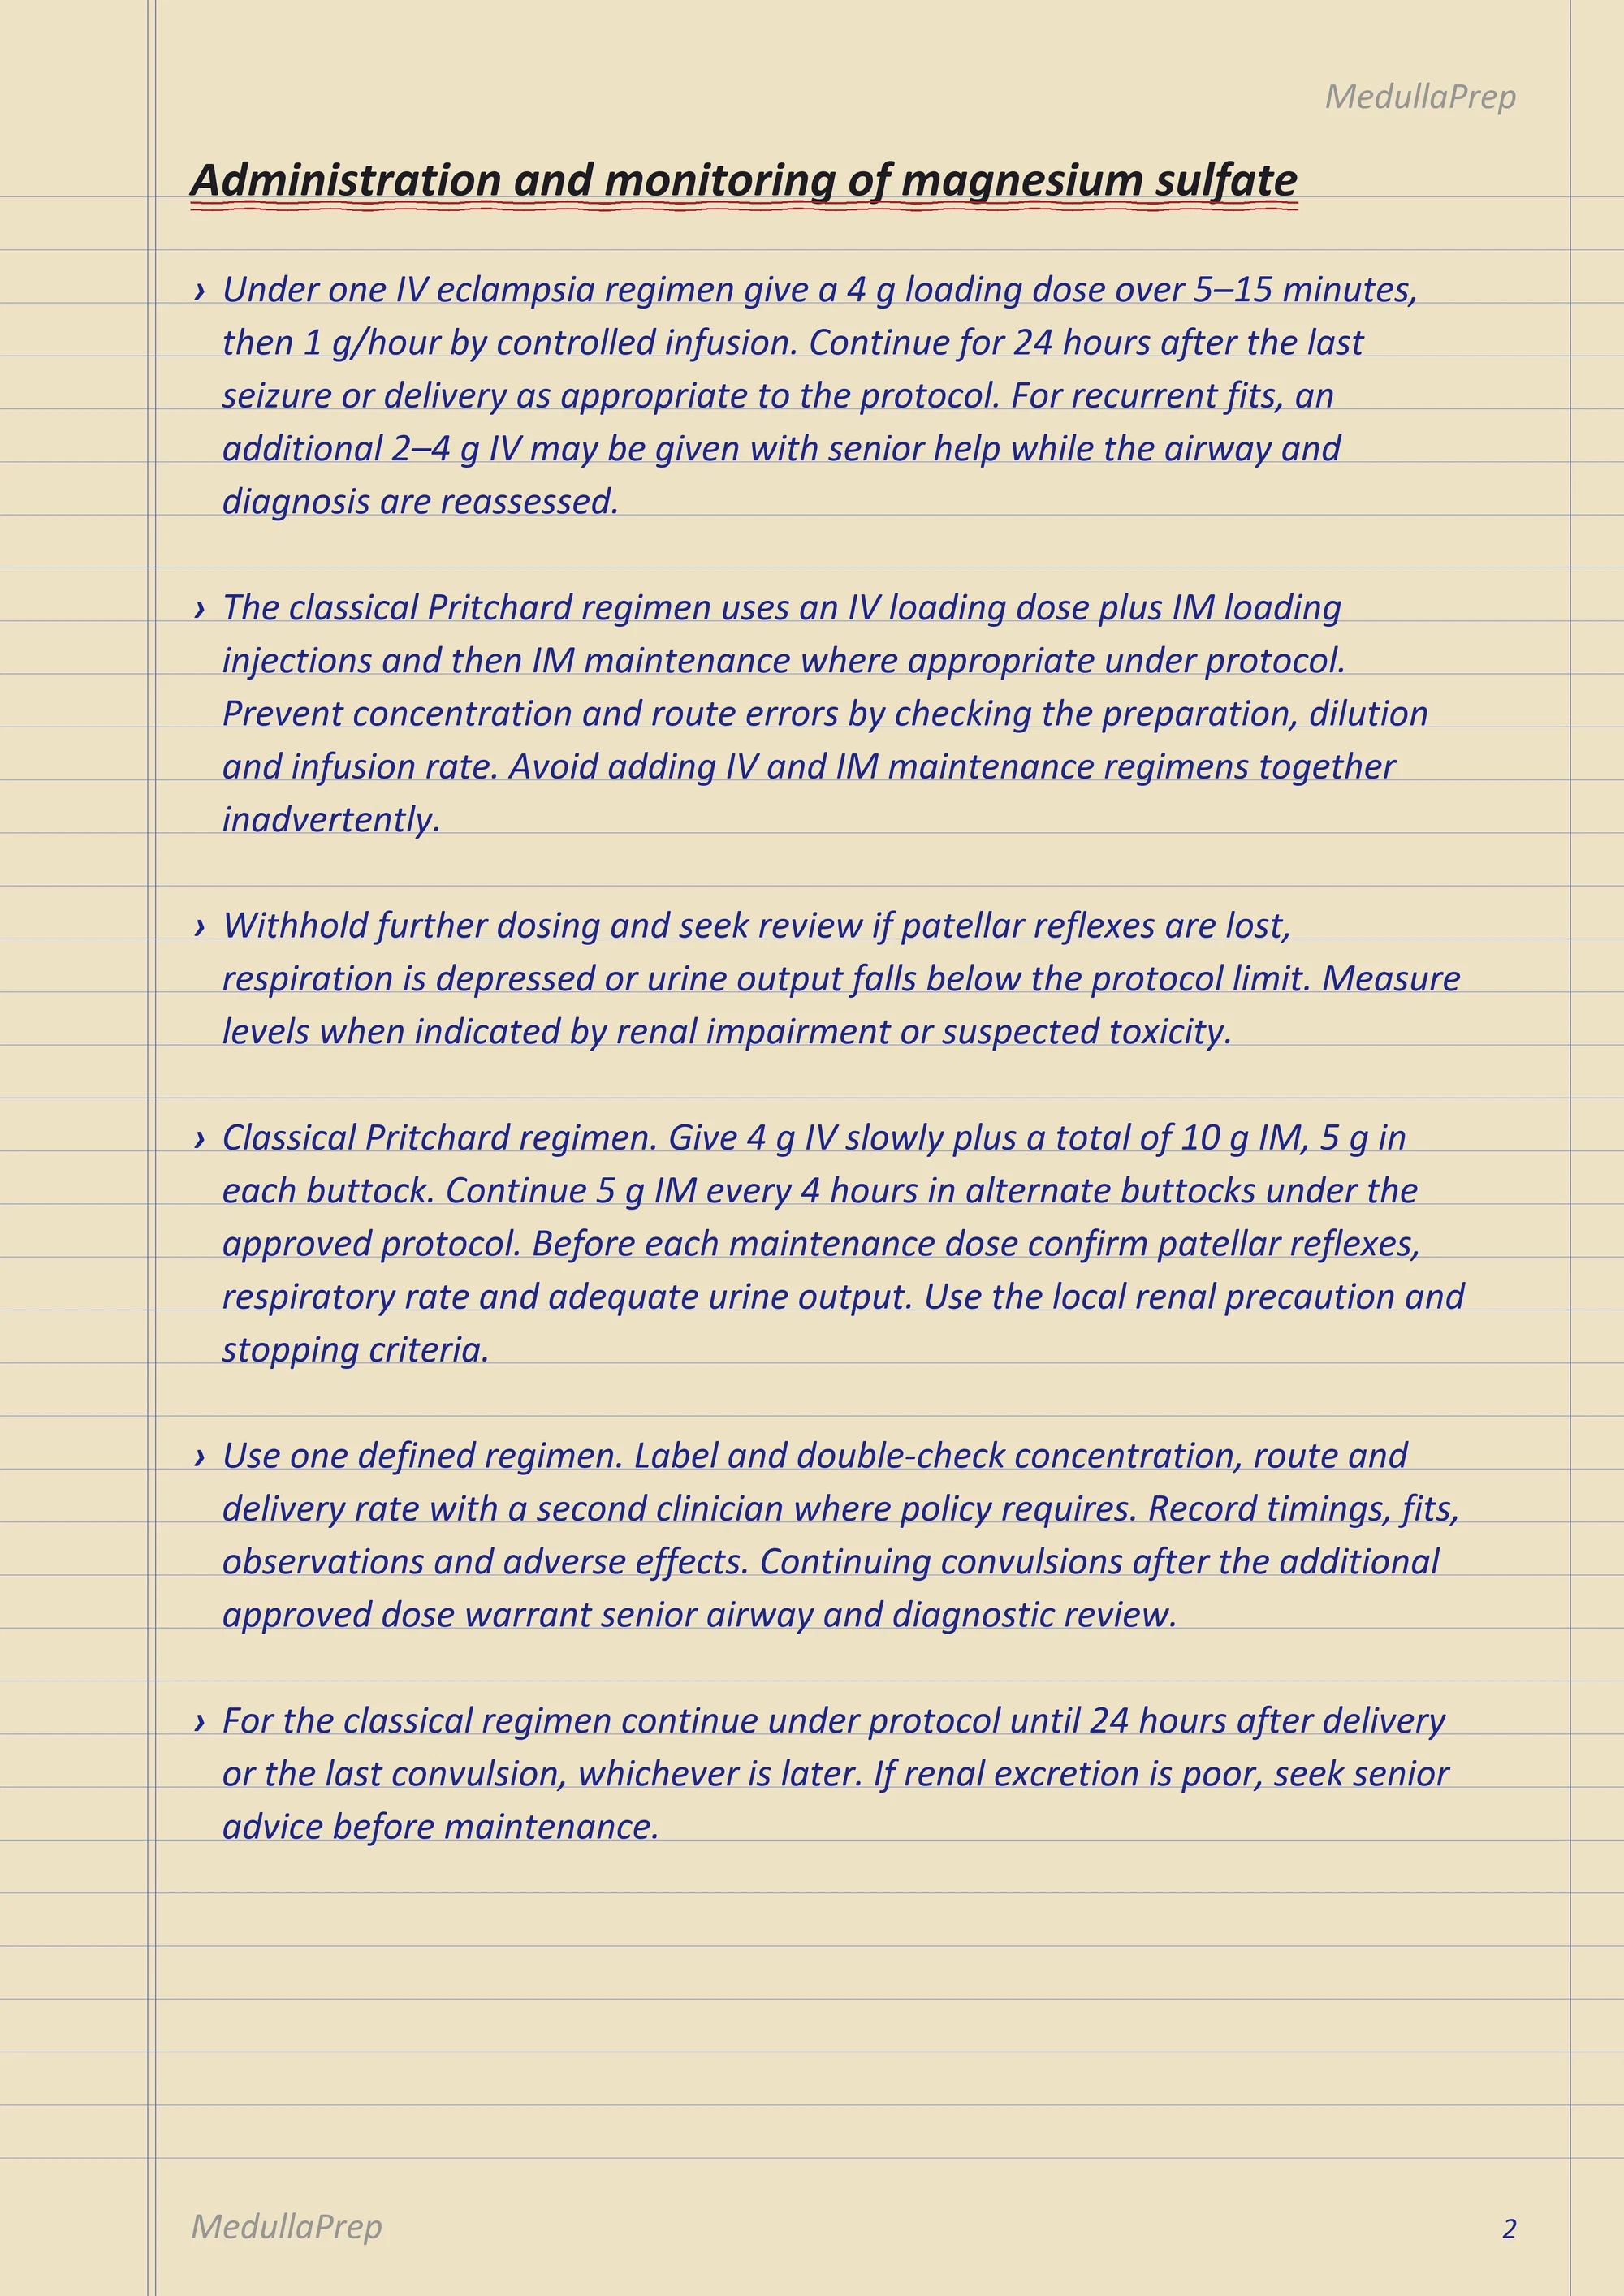 MedullaPrep
Administration and monitoring of magnesium sulfate
› Under one IV eclampsia regimen give a 4 g loading dose over 5–15 minutes,
then 1 g/hour by controlled infusion. Continue for 24 hours after the last
seizure or delivery as appropriate to the protocol. For recurrent fits, an
additional 2–4 g IV may be given with senior help while the airway and
diagnosis are reassessed.
› The classical Pritchard regimen uses an IV loading dose plus IM loading
injections and then IM maintenance where appropriate under protocol.
Prevent concentration and route errors by checking the preparation, dilution
and infusion rate. Avoid adding IV and IM maintenance regimens together
inadvertently.
› Withhold further dosing and seek review if patellar reflexes are lost,
respiration is depressed or urine output falls below the protocol limit. Measure
levels when indicated by renal impairment or suspected toxicity.
› Classical Pritchard regimen. Give 4 g IV slowly plus a total of 10 g IM, 5 g in
each buttock. Continue 5 g IM every 4 hours in alternate buttocks under the
approved protocol. Before each maintenance dose confirm patellar reflexes,
respiratory rate and adequate urine output. Use the local renal precaution and
stopping criteria.
› Use one defined regimen. Label and double-check concentration, route and
delivery rate with a second clinician where policy requires. Record timings, fits,
observations and adverse effects. Continuing convulsions after the additional
approved dose warrant senior airway and diagnostic review.
› For the classical regimen continue under protocol until 24 hours after delivery
or the last convulsion, whichever is later. If renal excretion is poor, seek senior
advice before maintenance.
MedullaPrep
2